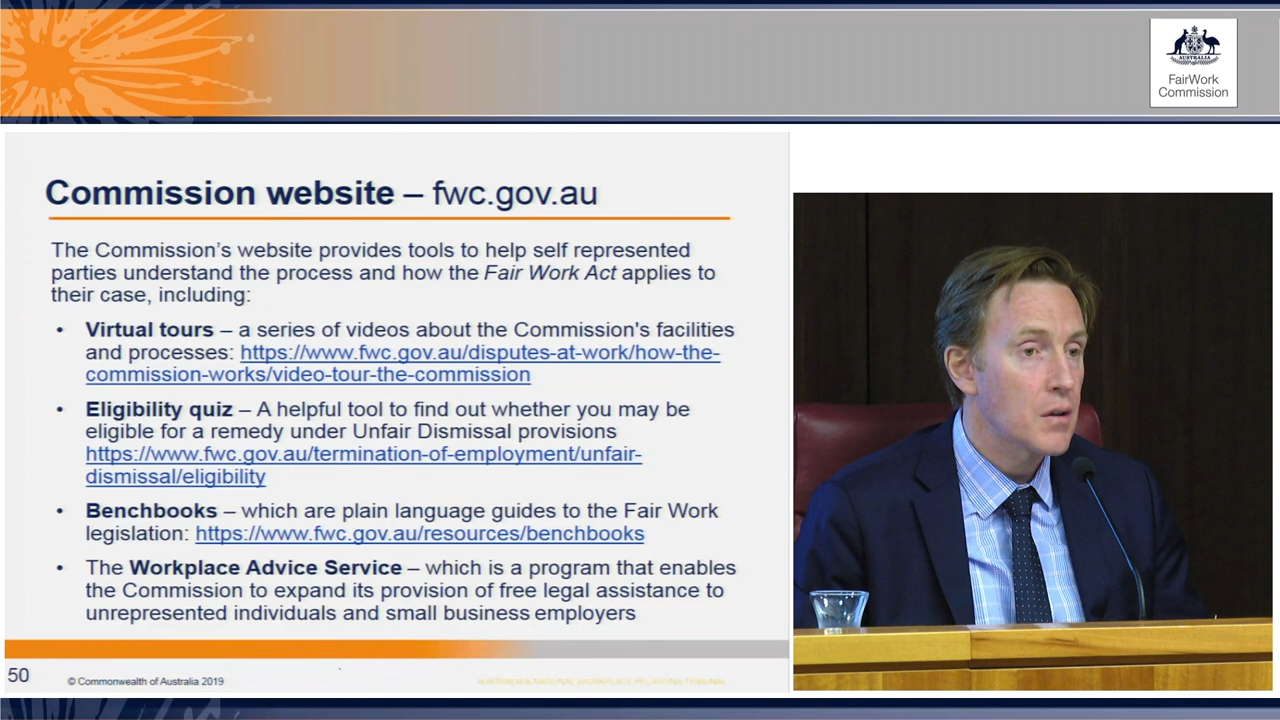 AUSTRALIA
FairWork
Commission
Commission website – fwc.gov.au
The Commission's website provides tools to help self represented
parties understand the process and how the Fair Work Act applies to
their case, including:
• Virtual tours – a series of videos about the Commission's facilities
and processes: https://www.fwc.gov.au/disputes-at-work/how-the-
commission-works/video-tour-the-commission
• Eligibility quiz – A helpful tool to find out whether you may be
eligible for a remedy under Unfair Dismissal provisions
https://www.fwc.gov.au/termination-of-employment/unfair-
dismissal/eligibility
• Benchbooks – which are plain language guides to the Fair Work
legislation: https://www.fwc.gov.au/resources/benchbooks
• The Workplace Advice Service – which is a program that enables
the Commission to expand its provision of free legal assistance to
unrepresented individuals and small business employers
50
© Commonwealth of Australia 2019
AUSTRALIA'S NATIONAL WORKPLACE RELATIONS TRIBUNAL